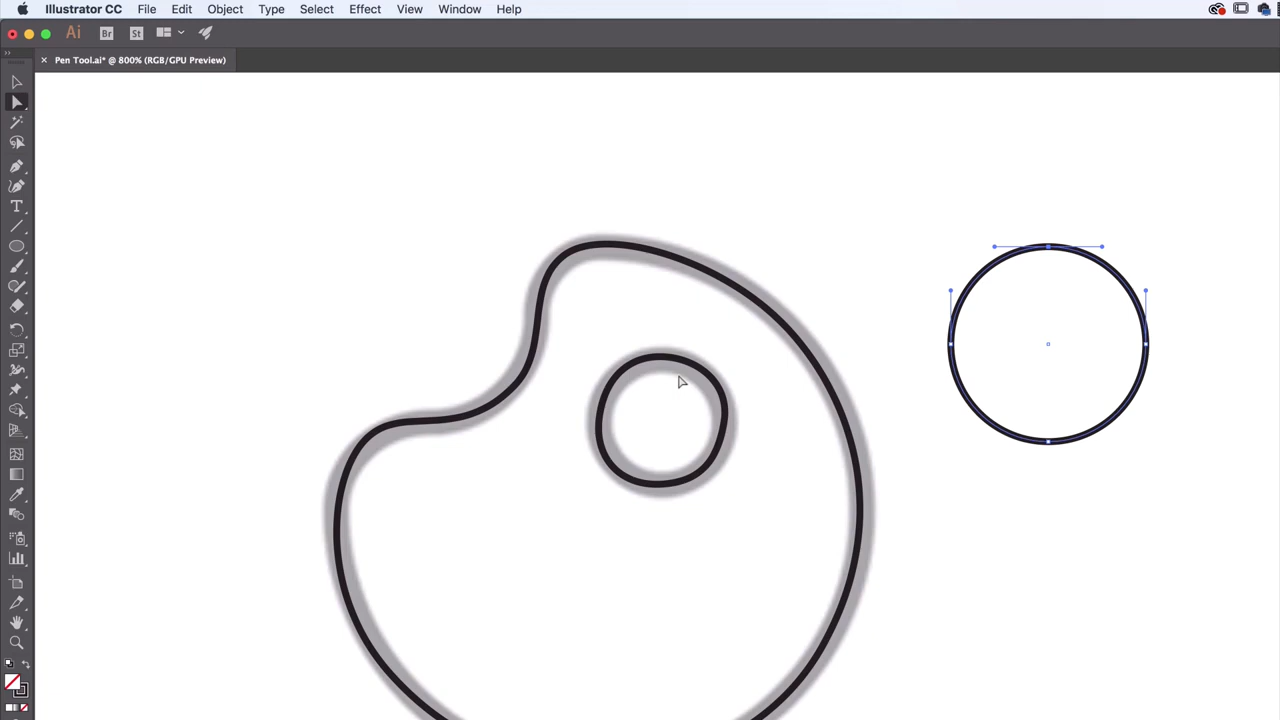 Illustrator CC File Edit Object Type Select Effect View Window Help
Ai Br St
× Pen Tool.ai* @ 800% (RGB/GPU Preview)
T